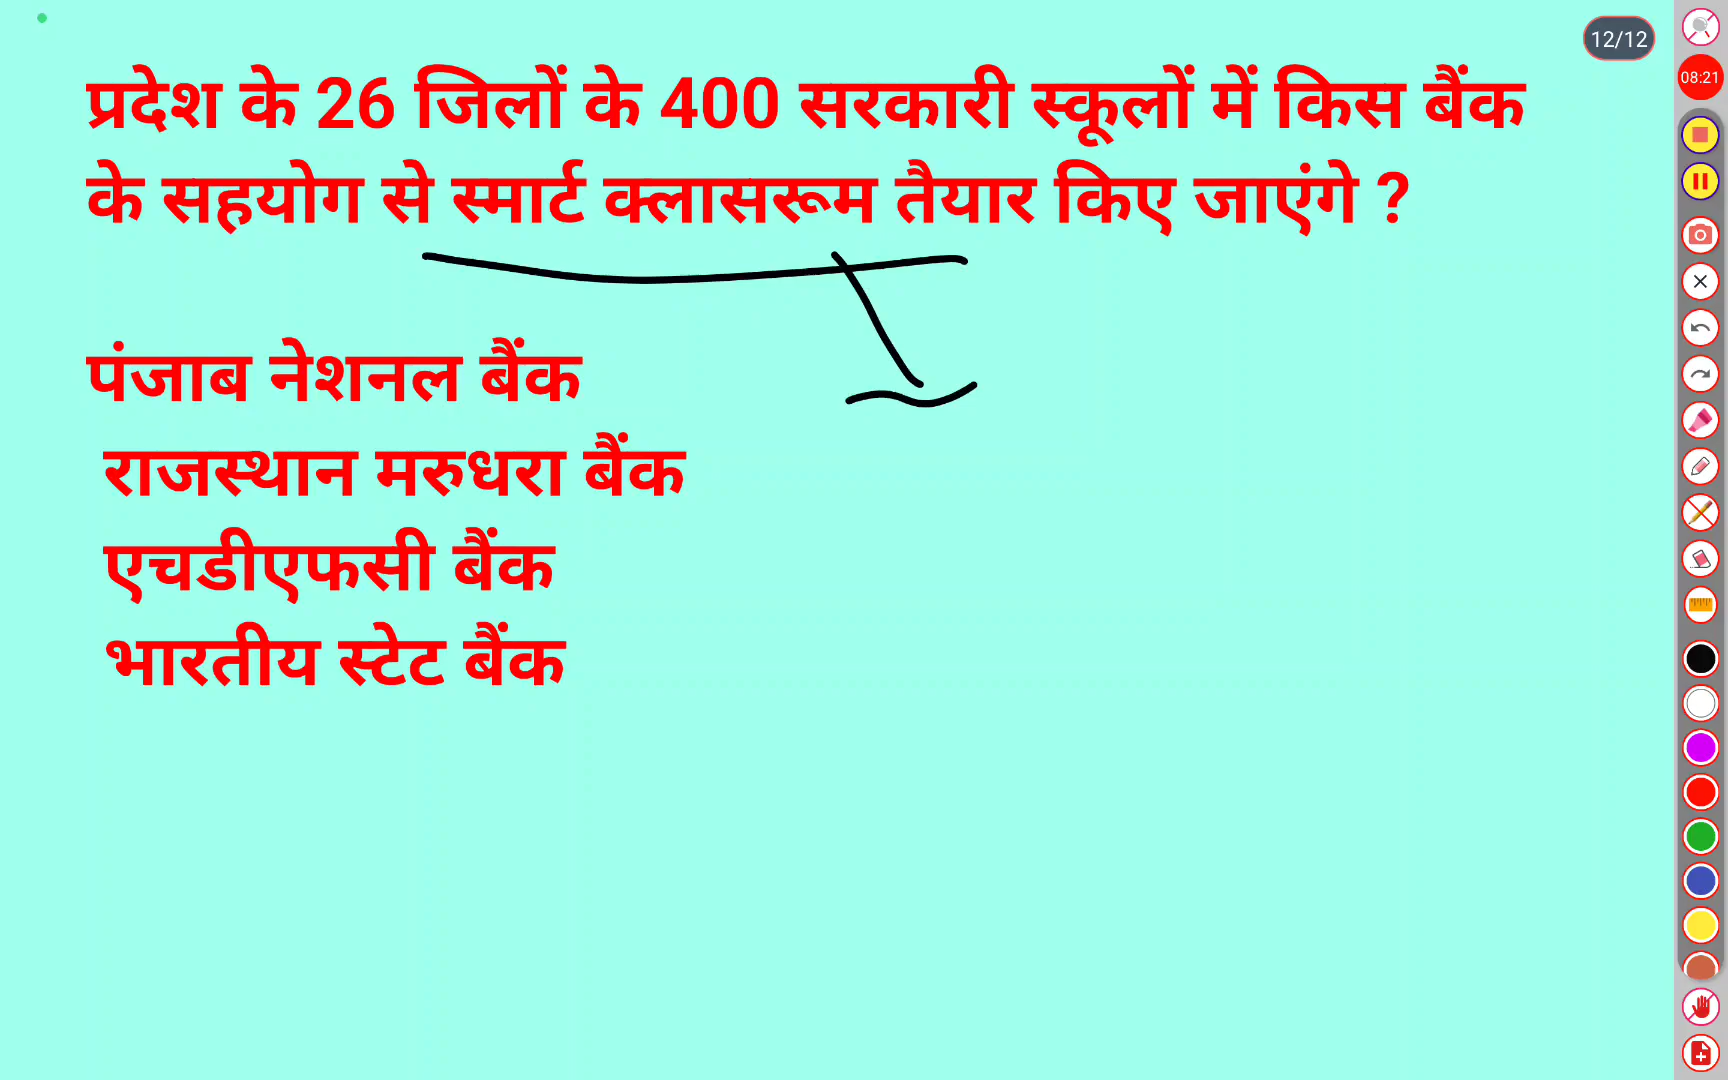 12/12
08:21
प्रदेश के 26 जिलों के 400 सरकारी स्कूलों में किस बैंक
के सहयोग से स्मार्ट क्लासरूम तैयार किए जाएंगे ?
पंजाब नेशनल बैंक
राजस्थान मरुधरा बैंक
एचडीएफसी बैंक
भारतीय स्टेट बैंक